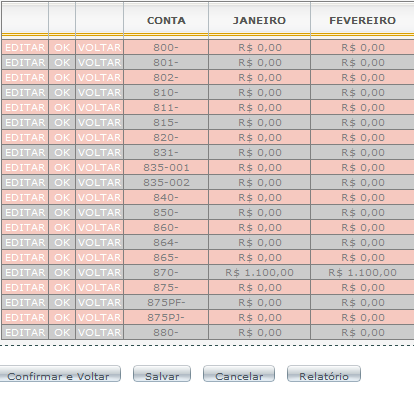 CONTA JANEIRO FEVEREIRO
EDITAR OK VOLTAR 800- R$ 0,00 R$ 0,00
EDITAR OK VOLTAR 801- R$ 0,00 R$ 0,00
EDITAR OK VOLTAR 802- R$ 0,00 R$ 0,00
EDITAR OK VOLTAR 810- R$ 0,00 R$ 0,00
EDITAR OK VOLTAR 811- R$ 0,00 R$ 0,00
EDITAR OK VOLTAR 815- R$ 0,00 R$ 0,00
EDITAR OK VOLTAR 820- R$ 0,00 R$ 0,00
EDITAR OK VOLTAR 831- R$ 0,00 R$ 0,00
EDITAR OK VOLTAR 835-001 R$ 0,00 R$ 0,00
EDITAR OK VOLTAR 835-002 R$ 0,00 R$ 0,00
EDITAR OK VOLTAR 840- R$ 0,00 R$ 0,00
EDITAR OK VOLTAR 850- R$ 0,00 R$ 0,00
EDITAR OK VOLTAR 860- R$ 0,00 R$ 0,00
EDITAR OK VOLTAR 864- R$ 0,00 R$ 0,00
EDITAR OK VOLTAR 865- R$ 0,00 R$ 0,00
EDITAR OK VOLTAR 870- R$ 1.100,00 R$ 1.100,00
EDITAR OK VOLTAR 875- R$ 0,00 R$ 0,00
EDITAR OK VOLTAR 875PF- R$ 0,00 R$ 0,00
EDITAR OK VOLTAR 875PJ- R$ 0,00 R$ 0,00
EDITAR OK VOLTAR 880- R$ 0,00 R$ 0,00
Confirmar e Voltar Salvar Cancelar Relatório